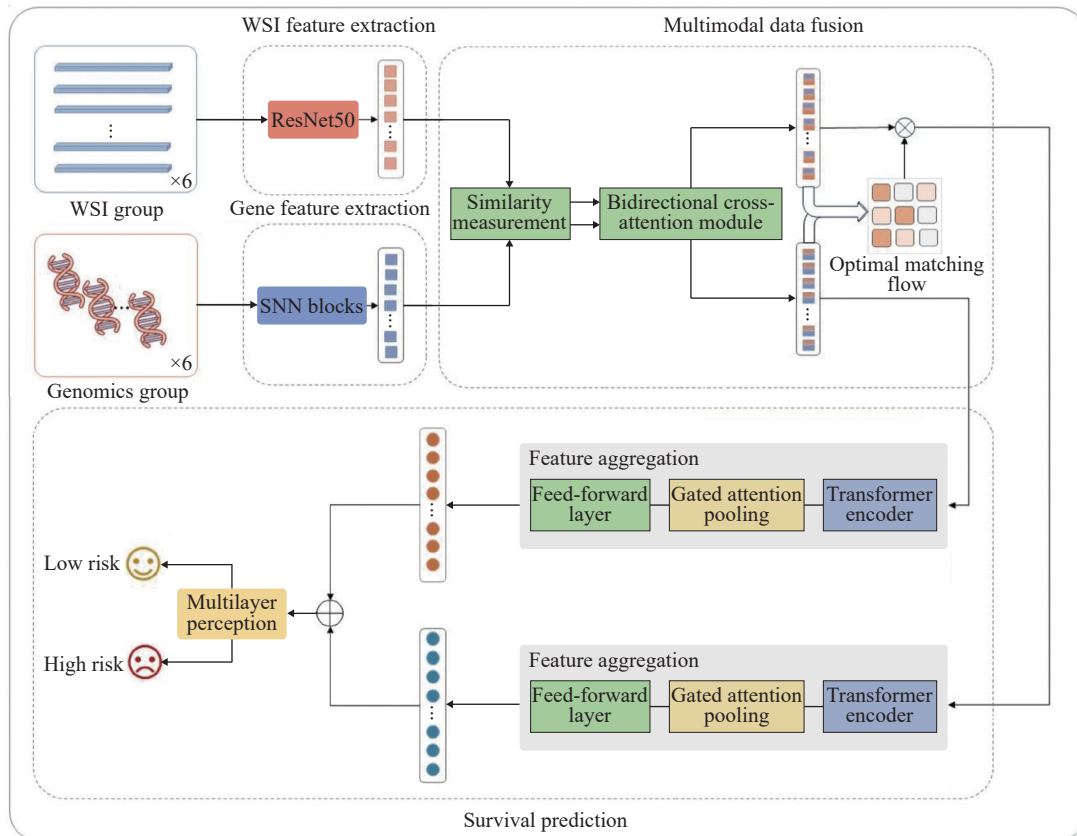 WSI feature extraction
Multimodal data fusion
ResNet50
×6
WSI group
Gene feature extraction
Similarity
measurement
Bidirectional cross-
attention module
Optimal matching
flow
SNN blocks
×6
Genomics group
Feature aggregation
Feed-forward
layer
Gated attention
pooling
Transformer
encoder
Low risk
Multilayer
perception
High risk
Feature aggregation
Feed-forward
layer
Gated attention
pooling
Transformer
encoder
Survival prediction